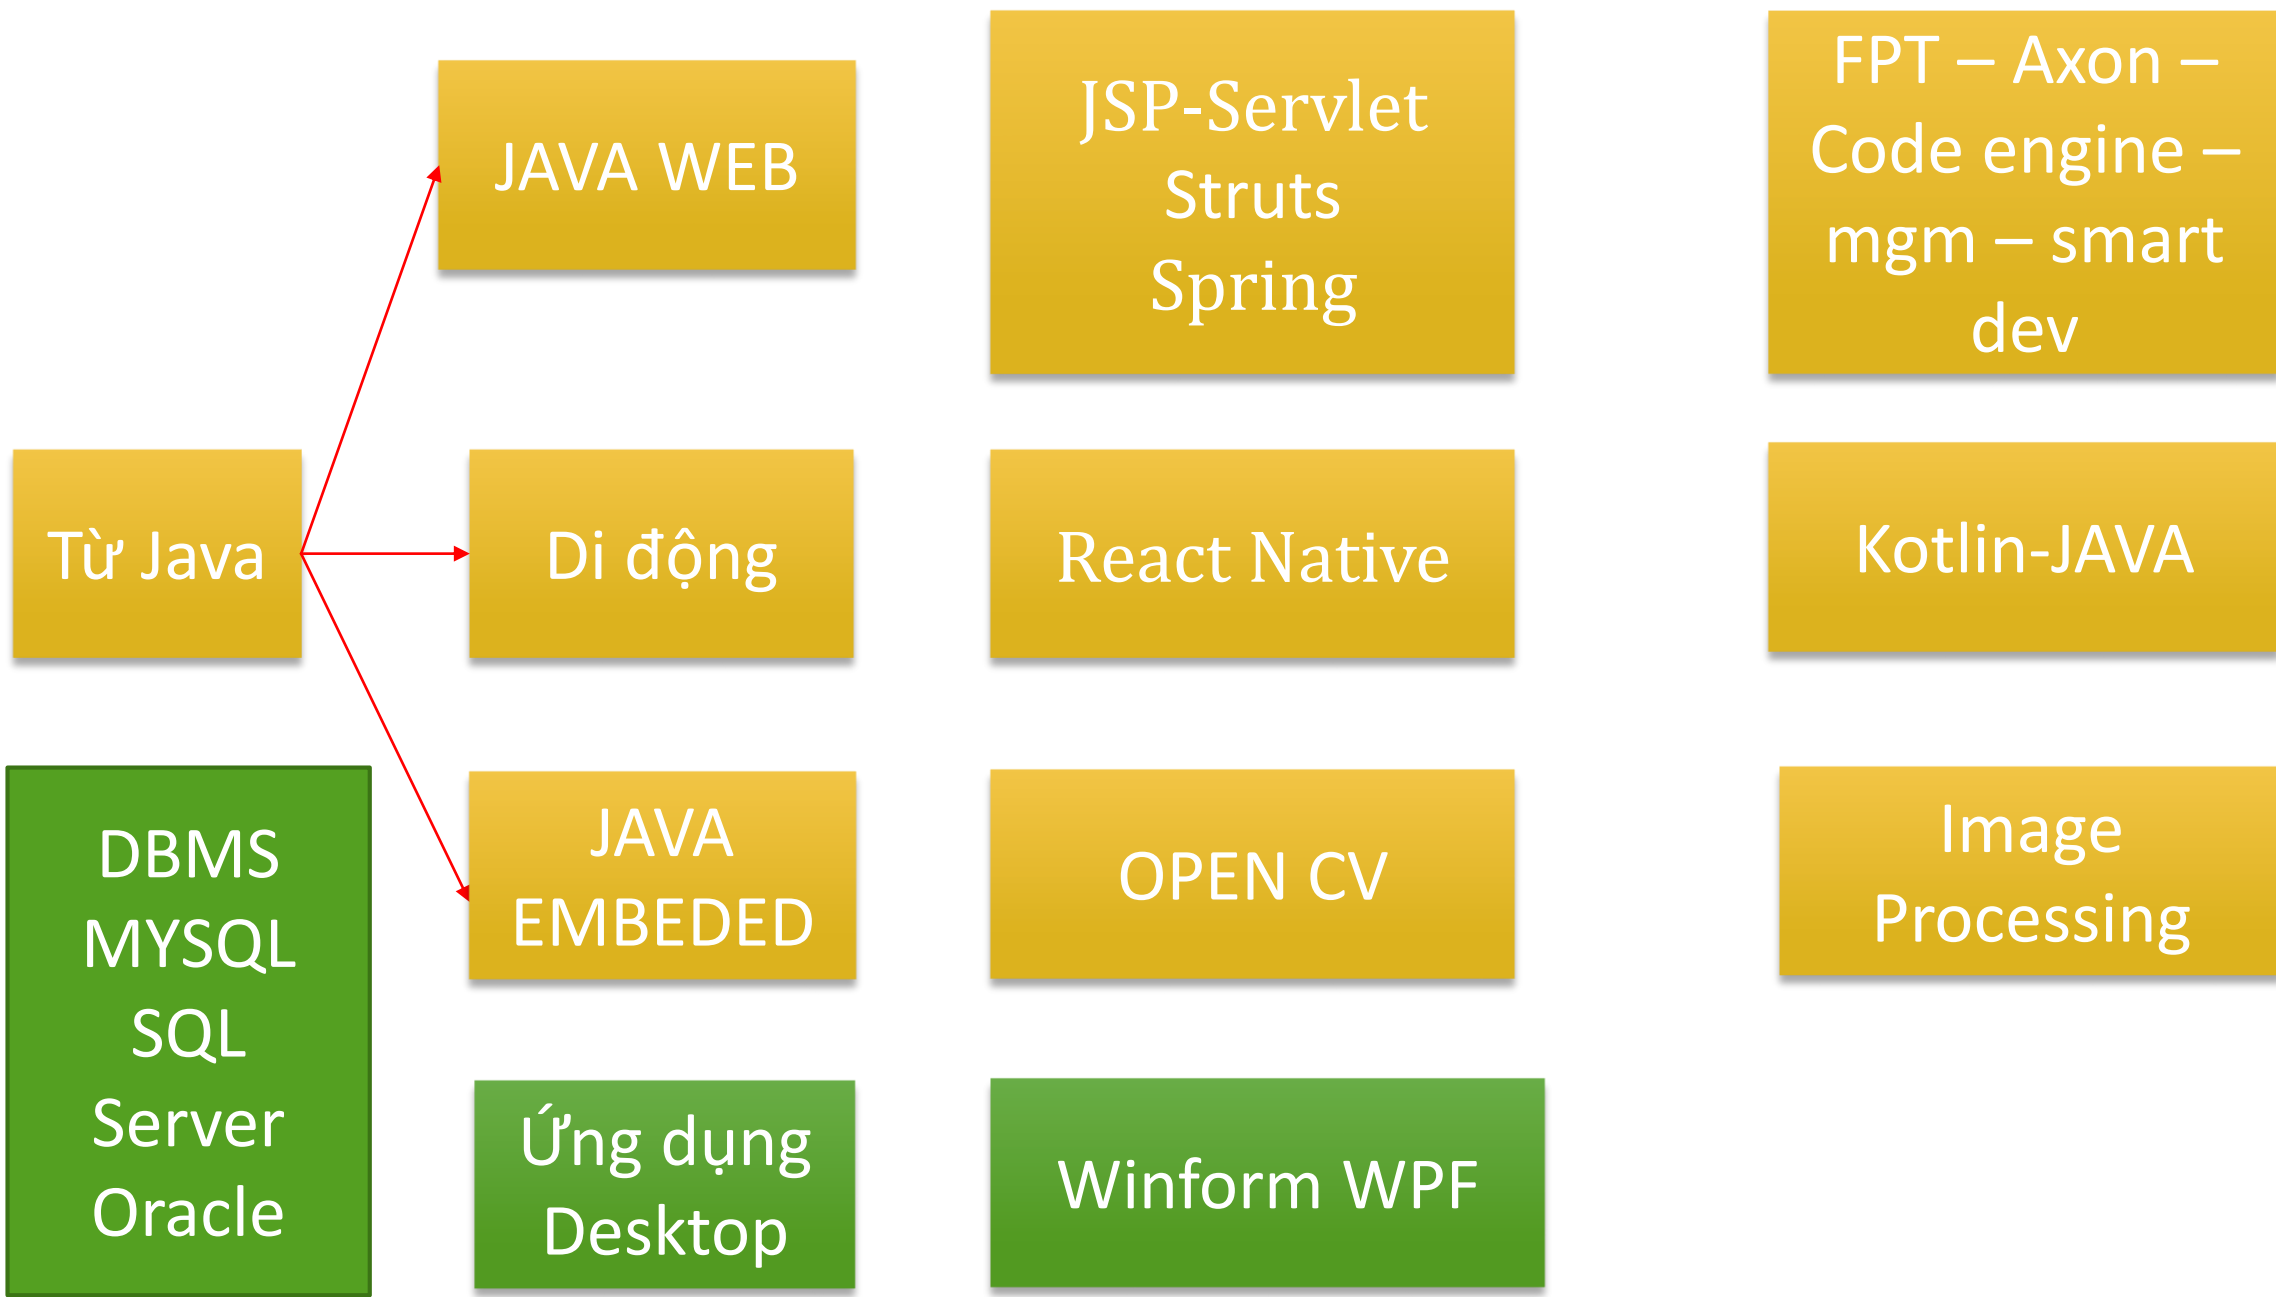 JAVA WEB
JSP-Servlet
Struts
Spring
FPT – Axon –
Code engine –
mgm – smart
dev
Từ Java
Di động
React Native
Kotlin-JAVA
DBMS
MYSQL
SQL
Server
Oracle
JAVA
EMBEDED
OPEN CV
Image
Processing
Ứng dụng
Desktop
Winform WPF